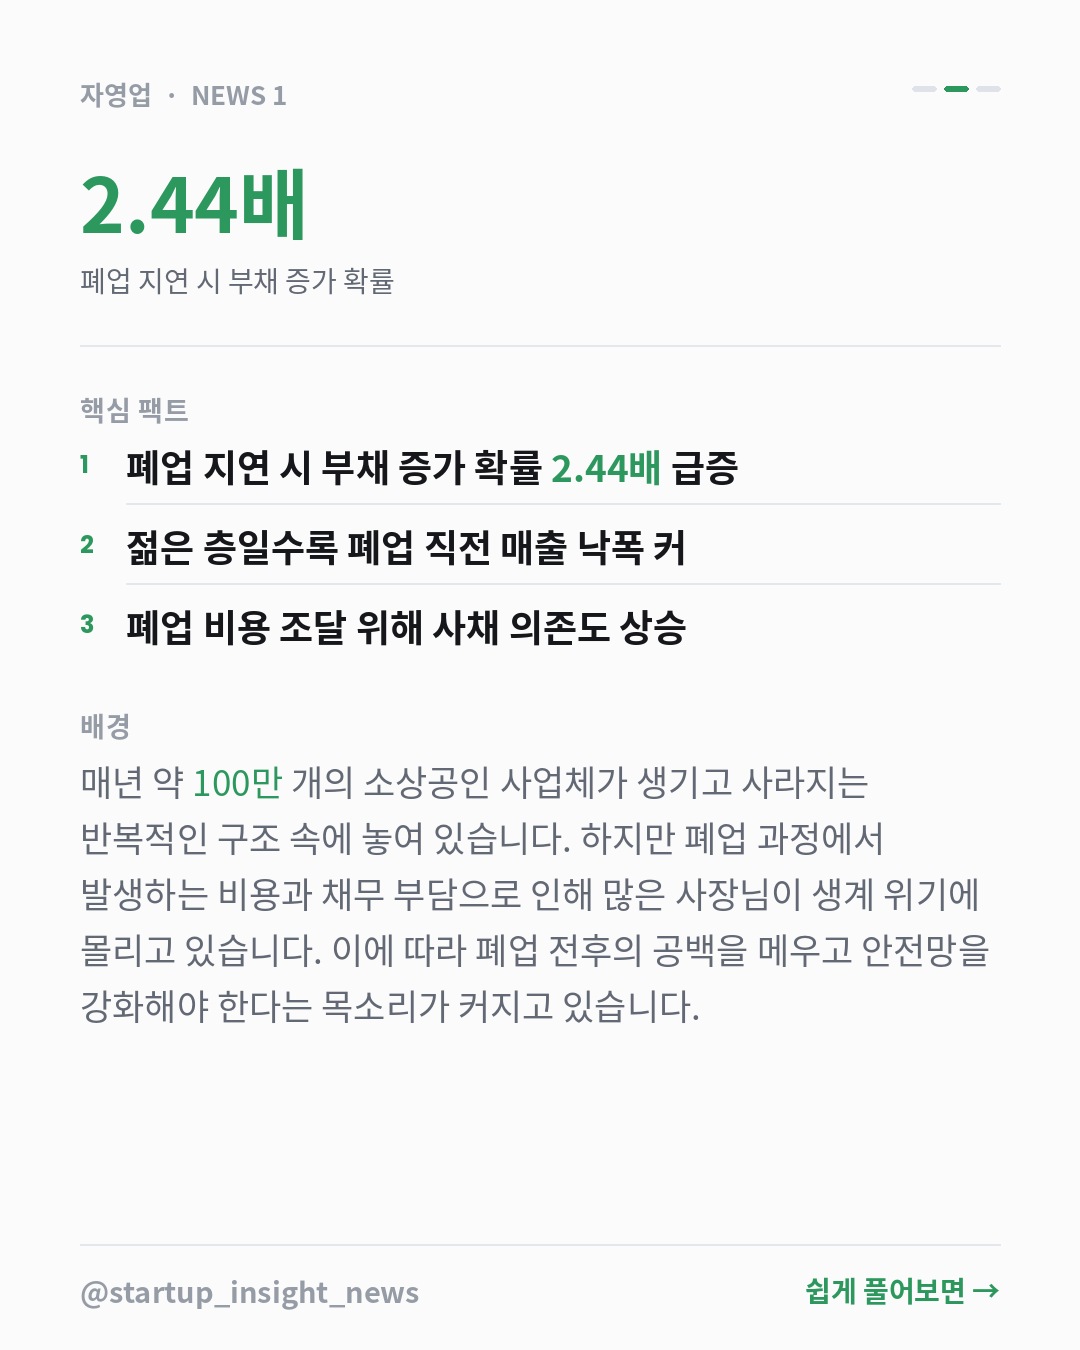 자영업 · NEWS 1
2.44배
폐업 지연 시 부채 증가 확률
핵심 팩트
1 폐업 지연 시 부채 증가 확률 2.44배 급증
2 젊은 층일수록 폐업 직전 매출 낙폭 커
3 폐업 비용 조달 위해 사채 의존도 상승
배경
매년 약 100만 개의 소상공인 사업체가 생기고 사라지는
반복적인 구조 속에 놓여 있습니다. 하지만 폐업 과정에서
발생하는 비용과 채무 부담으로 인해 많은 사장님이 생계 위기에
몰리고 있습니다. 이에 따라 폐업 전후의 공백을 메우고 안전망을
강화해야 한다는 목소리가 커지고 있습니다.
@startup_insight_news
쉽게 풀어보면 →